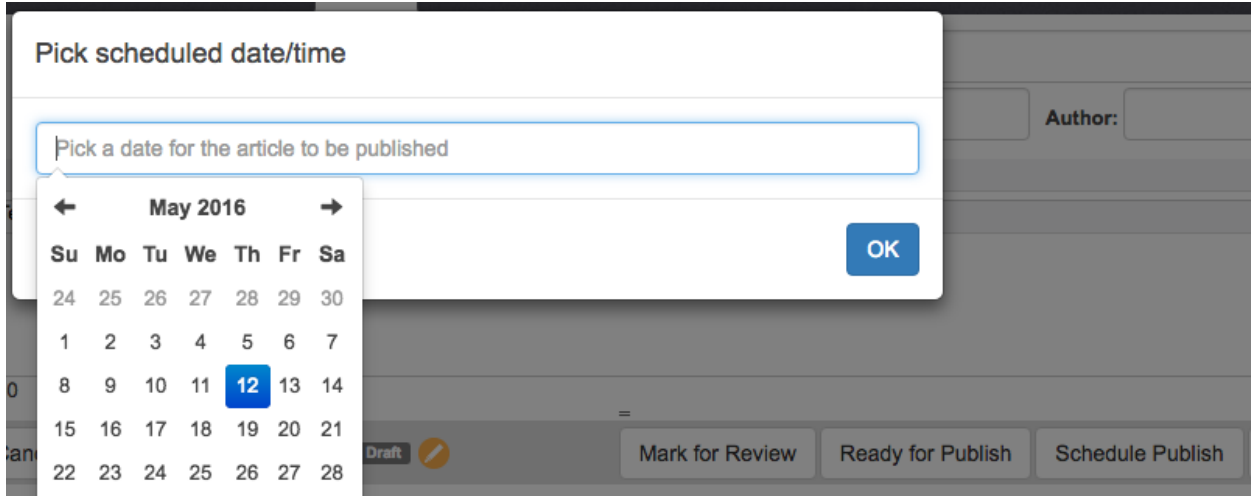 Pick scheduled date/time
Author:
Pick a date for the article to be published
May 2016
Su Mo Tu We Th Fr Sa
24 25 26 27 28 29 30
1 2 3 4 5 6 7
OK
8 9 10 11 12 13 14
0
=
15 16 17 18 19 20 21
Draft
Mark for Review
Ready for Publish
Schedule Publish
22 23 24 25 26 27 28